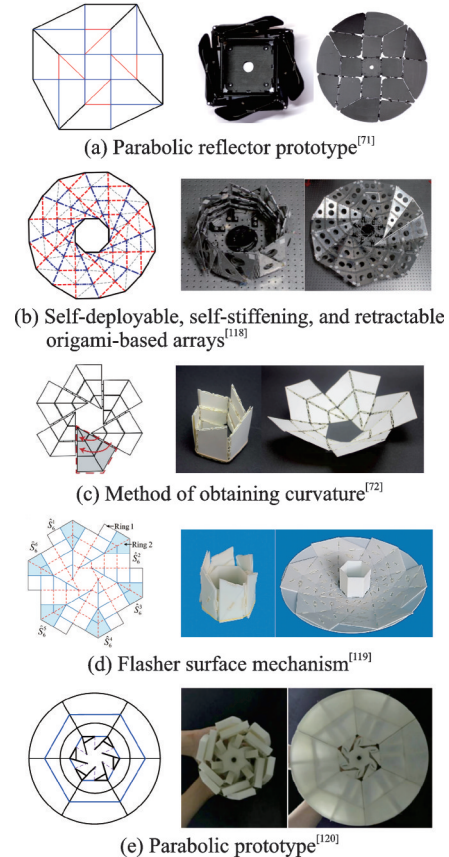 (a) Parabolic reflector prototype[71]
(b) Self-deployable, self-stiffening, and retractable
origami-based arrays[118]
(c) Method of obtaining curvature[72]
Ring 1
Ring 2
(d) Flasher surface mechanism[119]
(e) Parabolic prototype[120]